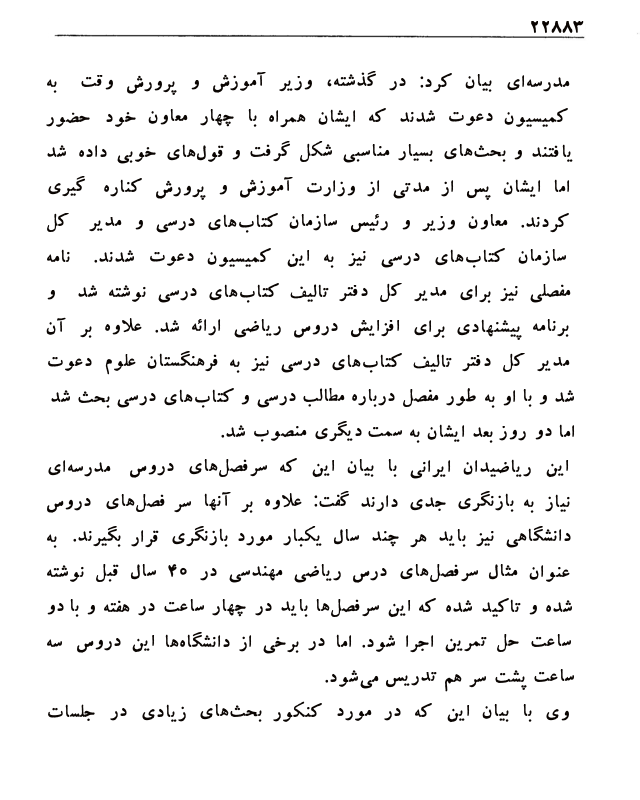 ۲۲۸۸۳
مدرسه‌ای بیان کرد: در گذشته، وزیر آموزش و پرورش وقت به
کمیسیون دعوت شدند که ایشان همراه با چهار معاون خود حضور
یافتند و بحث‌های بسیار مناسبی شکل گرفت و قول‌های خوبی داده شد
اما ایشان پس از مدتی از وزارت آموزش و پرورش کناره گیری
کردند. معاون وزیر و رئیس سازمان کتاب‌های درسی و مدیر کل
سازمان کتاب‌های درسی نیز به این کمیسیون دعوت شدند. نامه
مفصلی نیز برای مدیر کل دفتر تالیف کتاب‌های درسی نوشته شد و
برنامه پیشنهادی برای افزایش دروس ریاضی ارائه شد. علاوه بر آن
مدیر کل دفتر تالیف کتاب‌های درسی نیز به فرهنگستان علوم دعوت
شد و با او به طور مفصل درباره مطالب درسی و کتاب‌های درسی بحث شد
اما دو روز بعد ایشان به سمت دیگری منصوب شد.
این ریاضیدان ایرانی با بیان این که سرفصل‌های دروس مدرسه‌ای
نیاز به بازنگری جدی دارند گفت: علاوه بر آنها سر فصل‌های دروس
دانشگاهی نیز باید هر چند سال یکبار مورد بازنگری قرار بگیرند. به
عنوان مثال سرفصل‌های درس ریاضی مهندسی در ۴۰ سال قبل نوشته
شده و تاکید شده که این سرفصل‌ها باید در چهار ساعت در هفته و با دو
ساعت حل تمرین اجرا شود. اما در برخی از دانشگاه‌ها این دروس سه
ساعت پشت سر هم تدریس می‌شود.
وی با بیان این که در مورد کنکور بحث‌های زیادی در جلسات